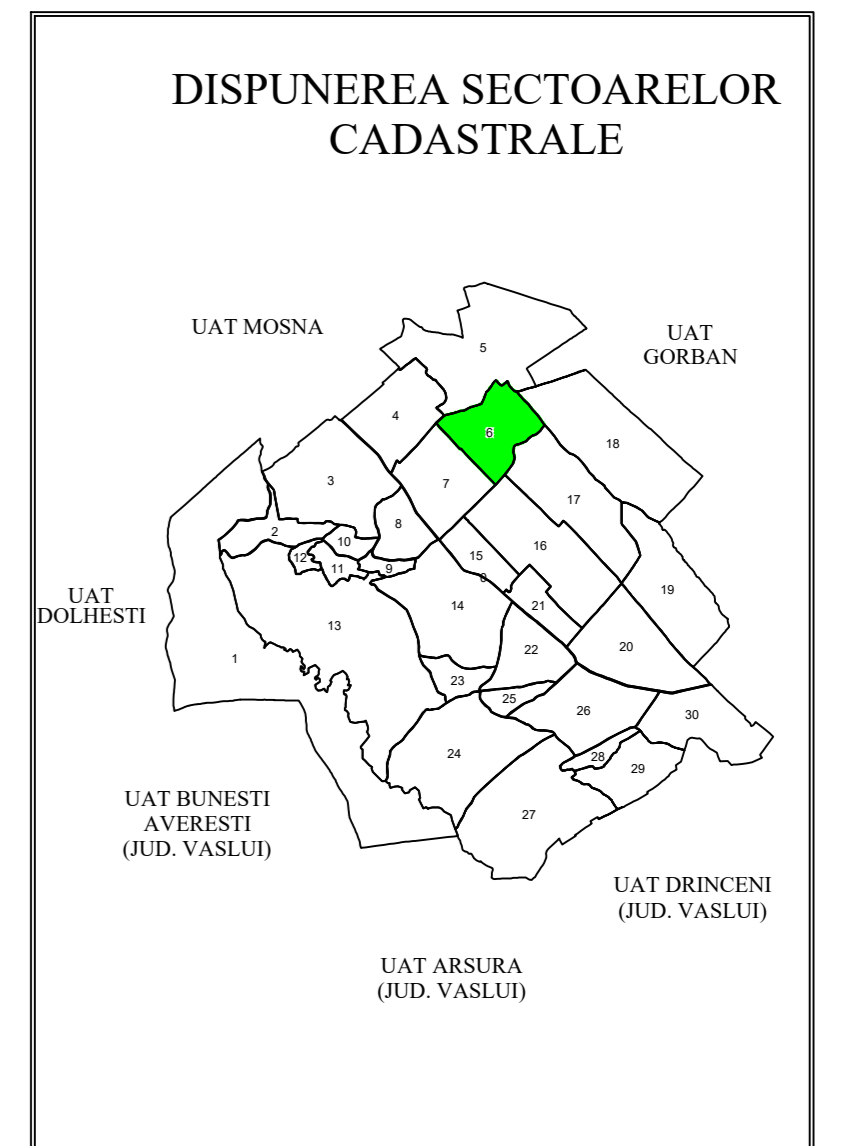 DISPUNEREA SECTOARELOR
CADASTRALE
UAT MOSNA
UAT
GORBAN
5
4
6
18
3
7
17
8
2
10
16
12
15
11
9
0
19
14
21
UAT
DOLHESTI
13
20
22
1
23
25
26
30
24
28
29
UAT BUNESTI
AVERESTI
(JUD. VASLUI)
27
UAT DRINCENI
(JUD. VASLUI)
UAT ARSURA
(JUD. VASLUI)